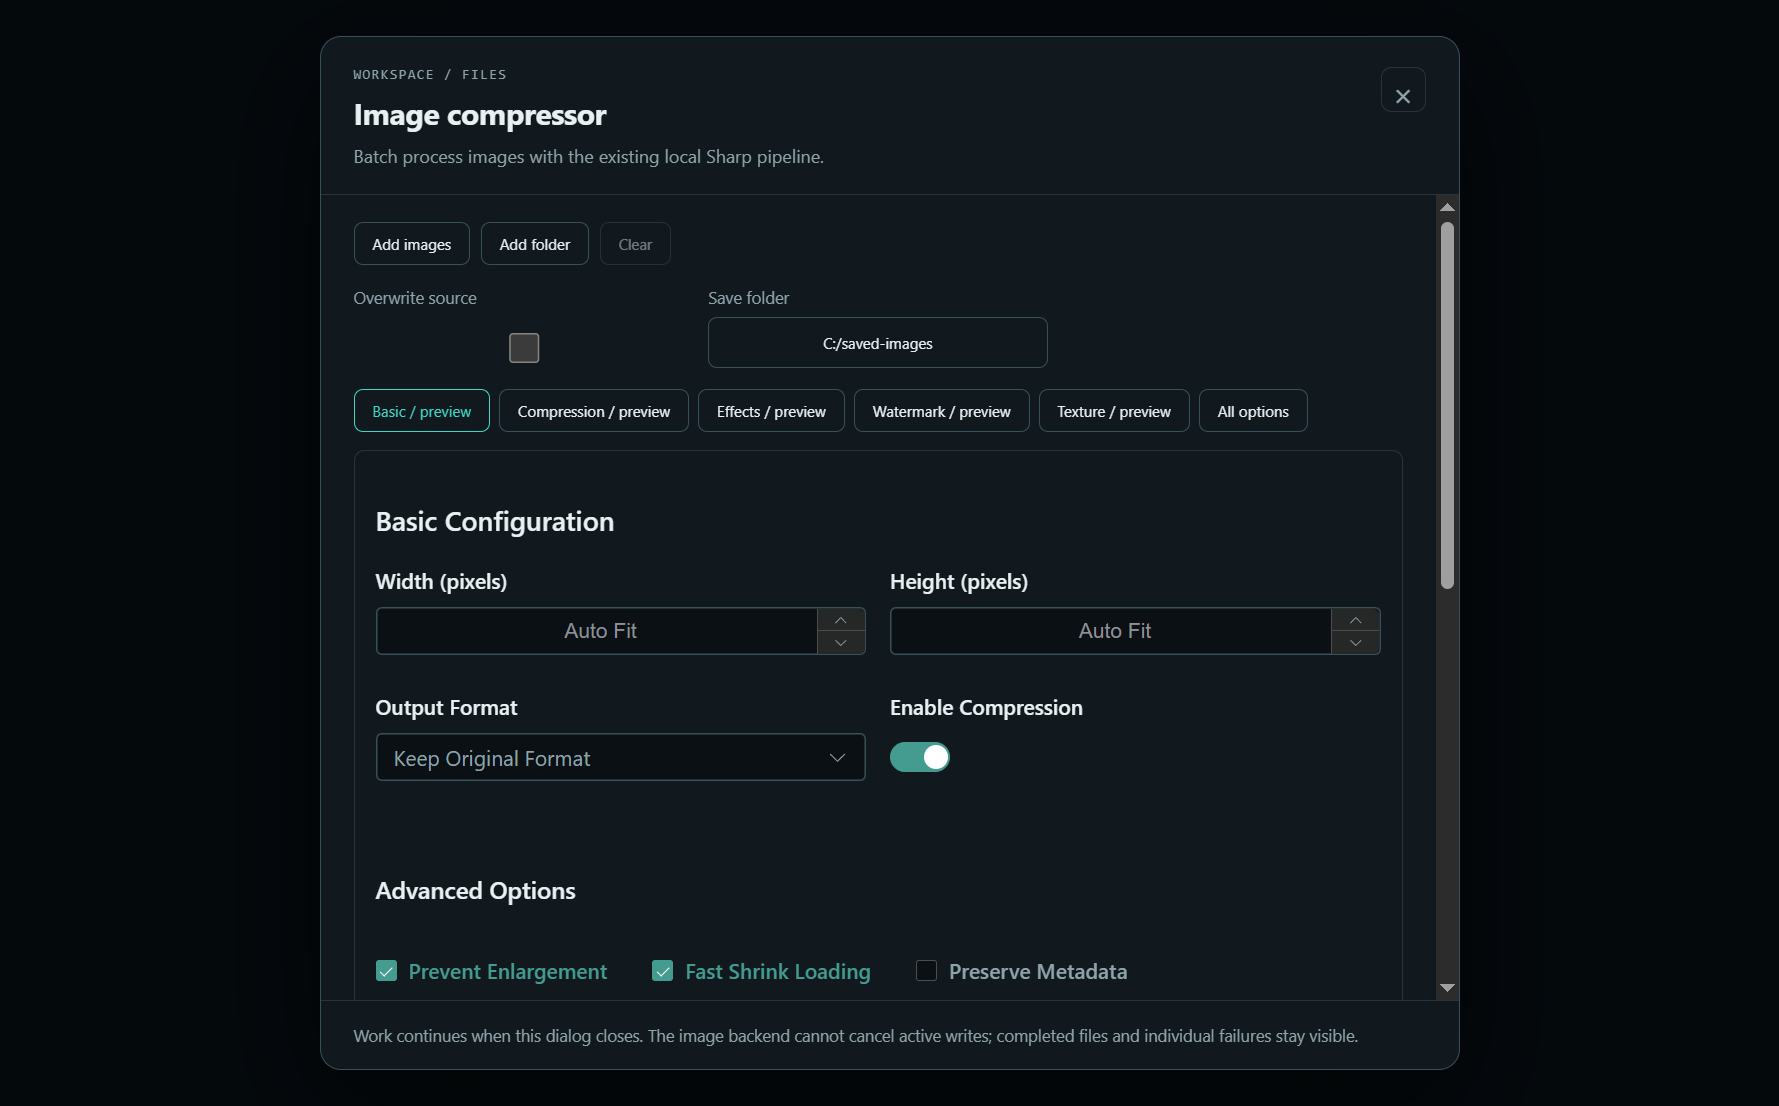 WORKSPACE / FILES
Image compressor
Batch process images with the existing local Sharp pipeline.
Add images
Add folder
Clear
Overwrite source
Save folder
C:/saved-images
Basic / preview
Compression / preview
Effects / preview
Watermark / preview
Texture / preview
All options
Basic Configuration
Width (pixels)
Height (pixels)
Auto Fit
Auto Fit
Output Format
Enable Compression
Keep Original Format
Advanced Options
Prevent Enlargement
Fast Shrink Loading
Preserve Metadata
Work continues when this dialog closes. The image backend cannot cancel active writes; completed files and individual failures stay visible.